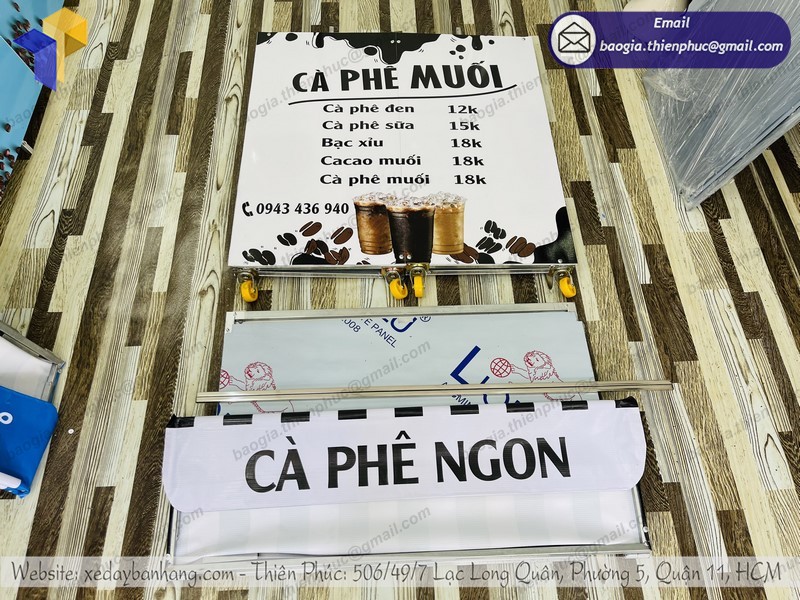 Email
baogia.thienphuc@gmail.com
CÀ PHÊ MUỐI
Cà phê đen 12k
Cà phê sữa 15k
Bạc xỉu 18k
Cacao muối 18k
Cà phê muối 18k
0943 436 940
E PANEL
CÀ PHÊ NGON
Website: xedaybanhang.com - Thiên Phúc: 506/49/7 Lạc Long Quân, Phường 5, Quận 11, HCM